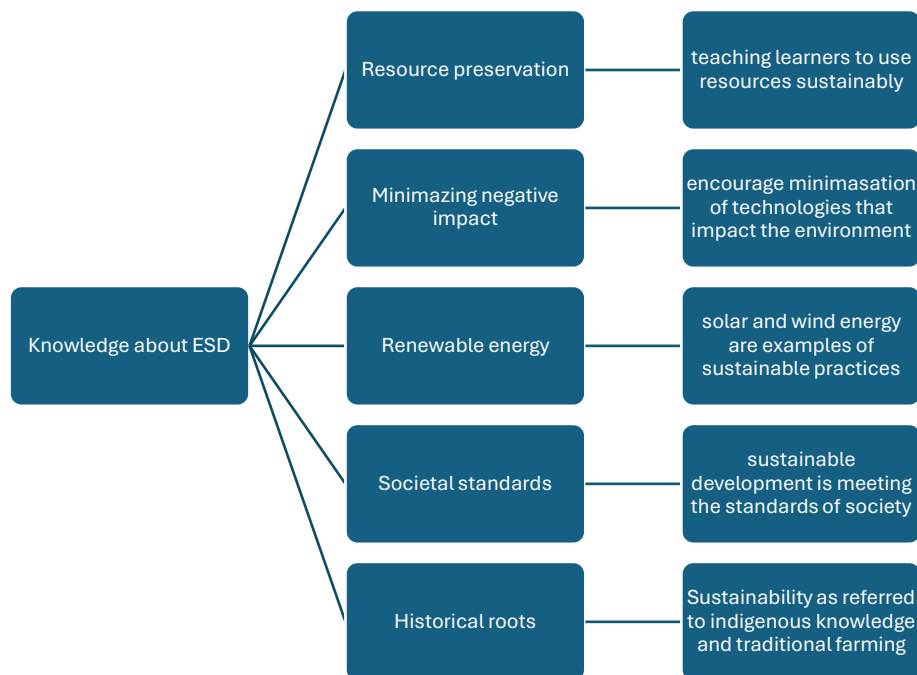 Resource preservation
teaching learners to use
resources sustainably
Minimazing negative
impact
encourage minimasation
of technologies that
impact the environment
Knowledge about ESD
Renewable energy
solar and wind energy
are examples of
sustainable practices
Societal standards
sustainable
development is meeting
the standards of society
Historical roots
Sustainability as referred
to indigenous knowledge
and traditional farming